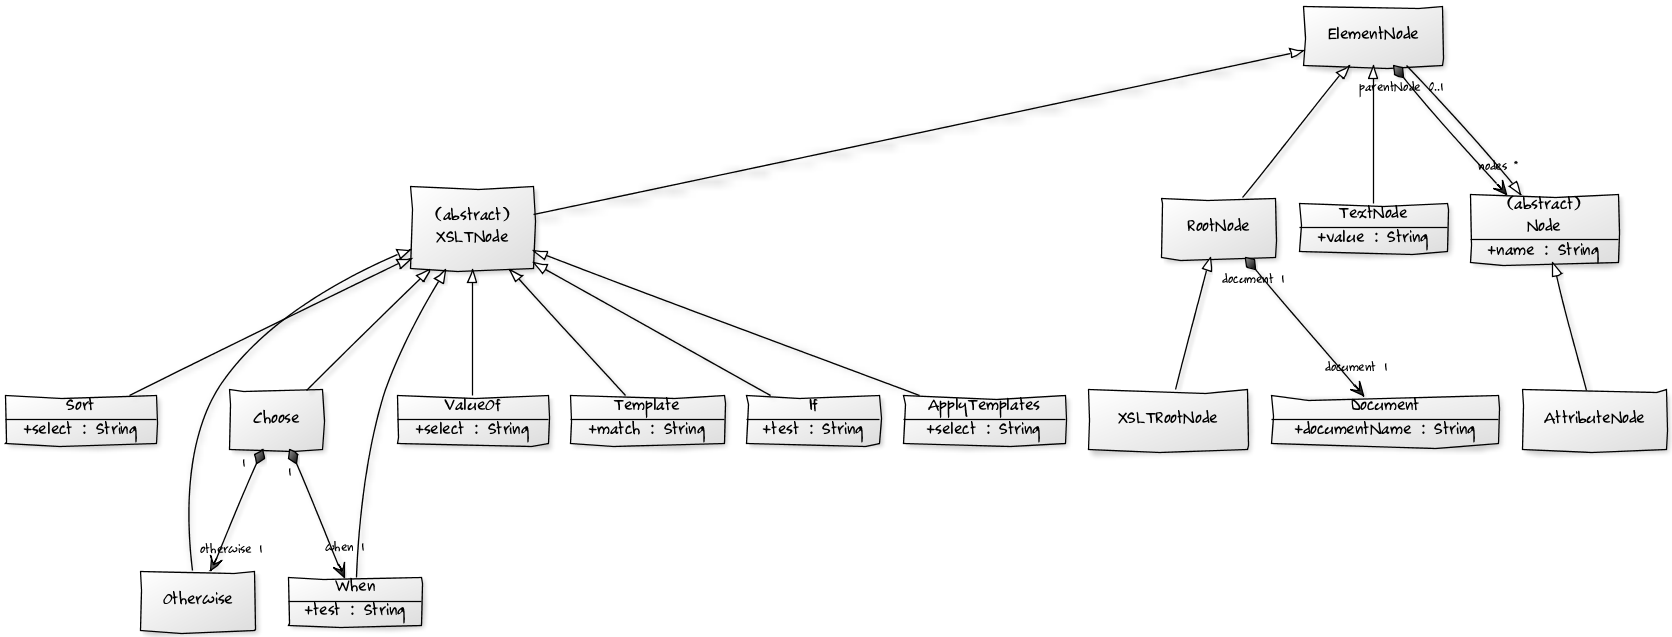 ElementNode
parentNode 0..1
nodes *
(abstract)
XSLTNode
RootNode
TextNode
+value : String
(abstract)
Node
+name : String
document 1
document 1
Sort
+select : String
Choose
ValueOf
+select : String
Template
+match : String
If
+test : String
ApplyTemplates
+select : String
XSLTRootNode
Document
+documentName : String
AttributeNode
1
1
otherwise 1
when 1
Otherwise
When
+test : String